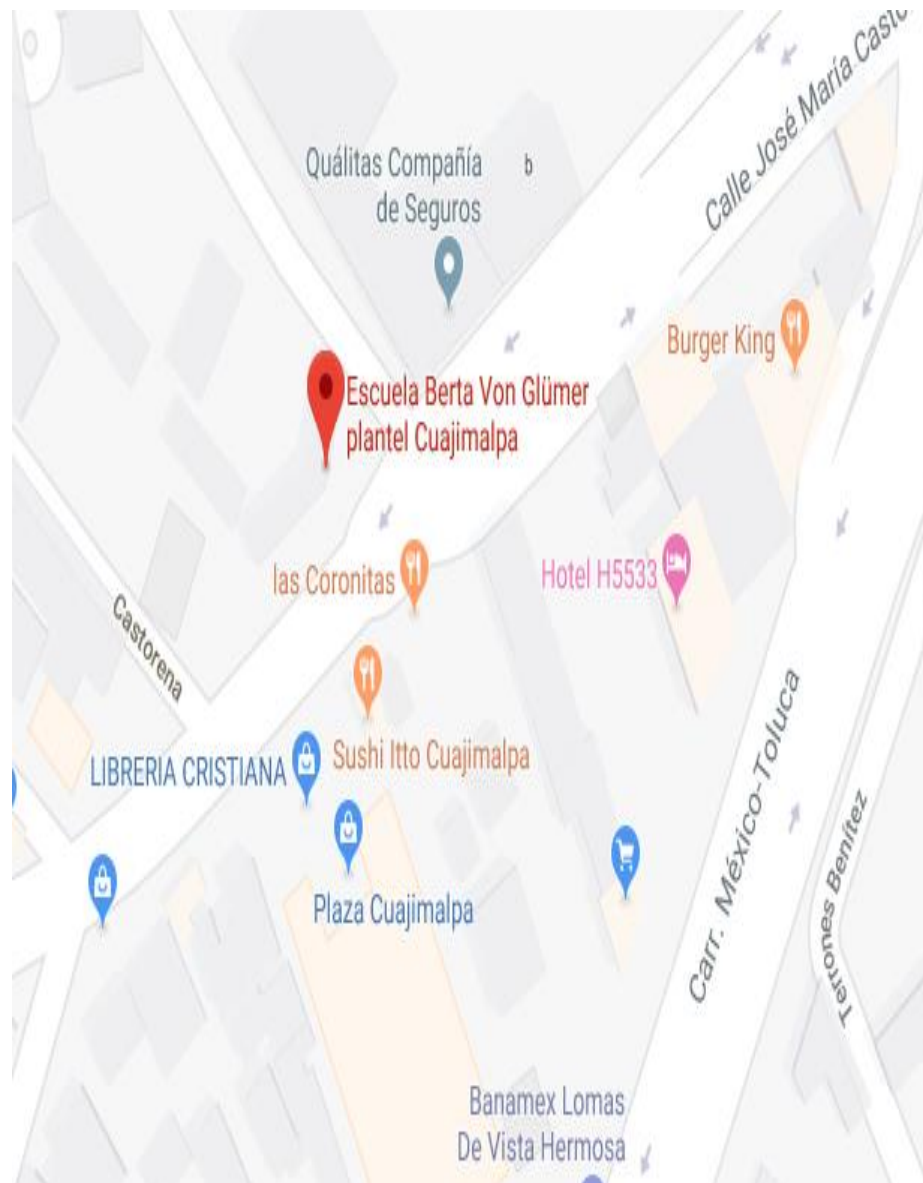 Calle José María Casto
Quálitas Compañía
de Seguros
b
Burger King
Escuela Berta Von Glümer
plantel Cuajimalpa
las Coronitas
Hotel H5533
Castorena
Sushi Itto Cuajimalpa
LIBRERIA CRISTIANA
Plaza Cuajimalpa
Carr. México-Toluca
Terrones Benítez
Banamex Lomas
De Vista Hermosa